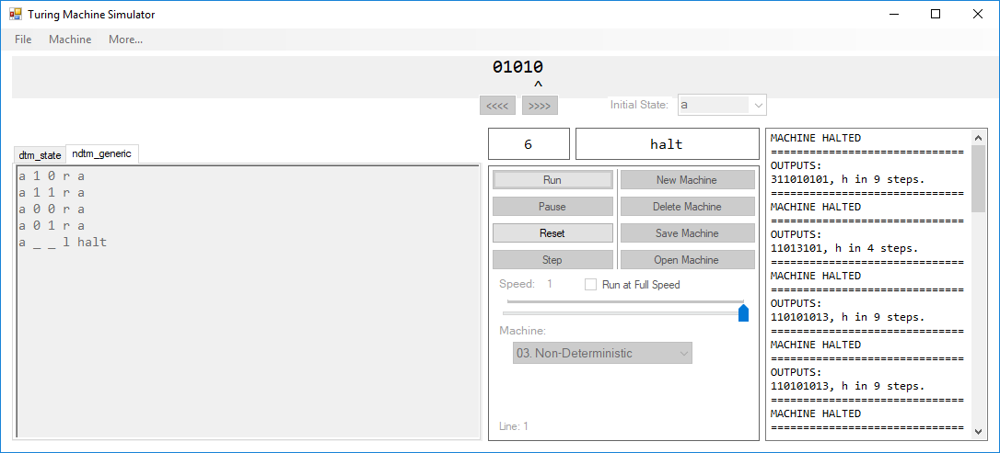 Turing Machine Simulator
File Machine More...
01010
^
<<<< >>>> Initial State: a
dtm_state ndtm_generic
a 1 0 r a
a 1 1 r a
a 0 0 r a
a 0 1 r a
a _ _ l halt
6 halt
Run New Machine
Pause Delete Machine
Reset Save Machine
Step Open Machine
Speed: 1 Run at Full Speed
Machine:
03. Non-Deterministic
Line: 1
MACHINE HALTED
==============================
OUTPUTS:
311010101, h in 9 steps.
==============================
MACHINE HALTED
==============================
OUTPUTS:
11013101, h in 4 steps.
==============================
MACHINE HALTED
==============================
OUTPUTS:
110101013, h in 9 steps.
==============================
MACHINE HALTED
==============================
OUTPUTS:
110101013, h in 9 steps.
==============================
MACHINE HALTED
==============================